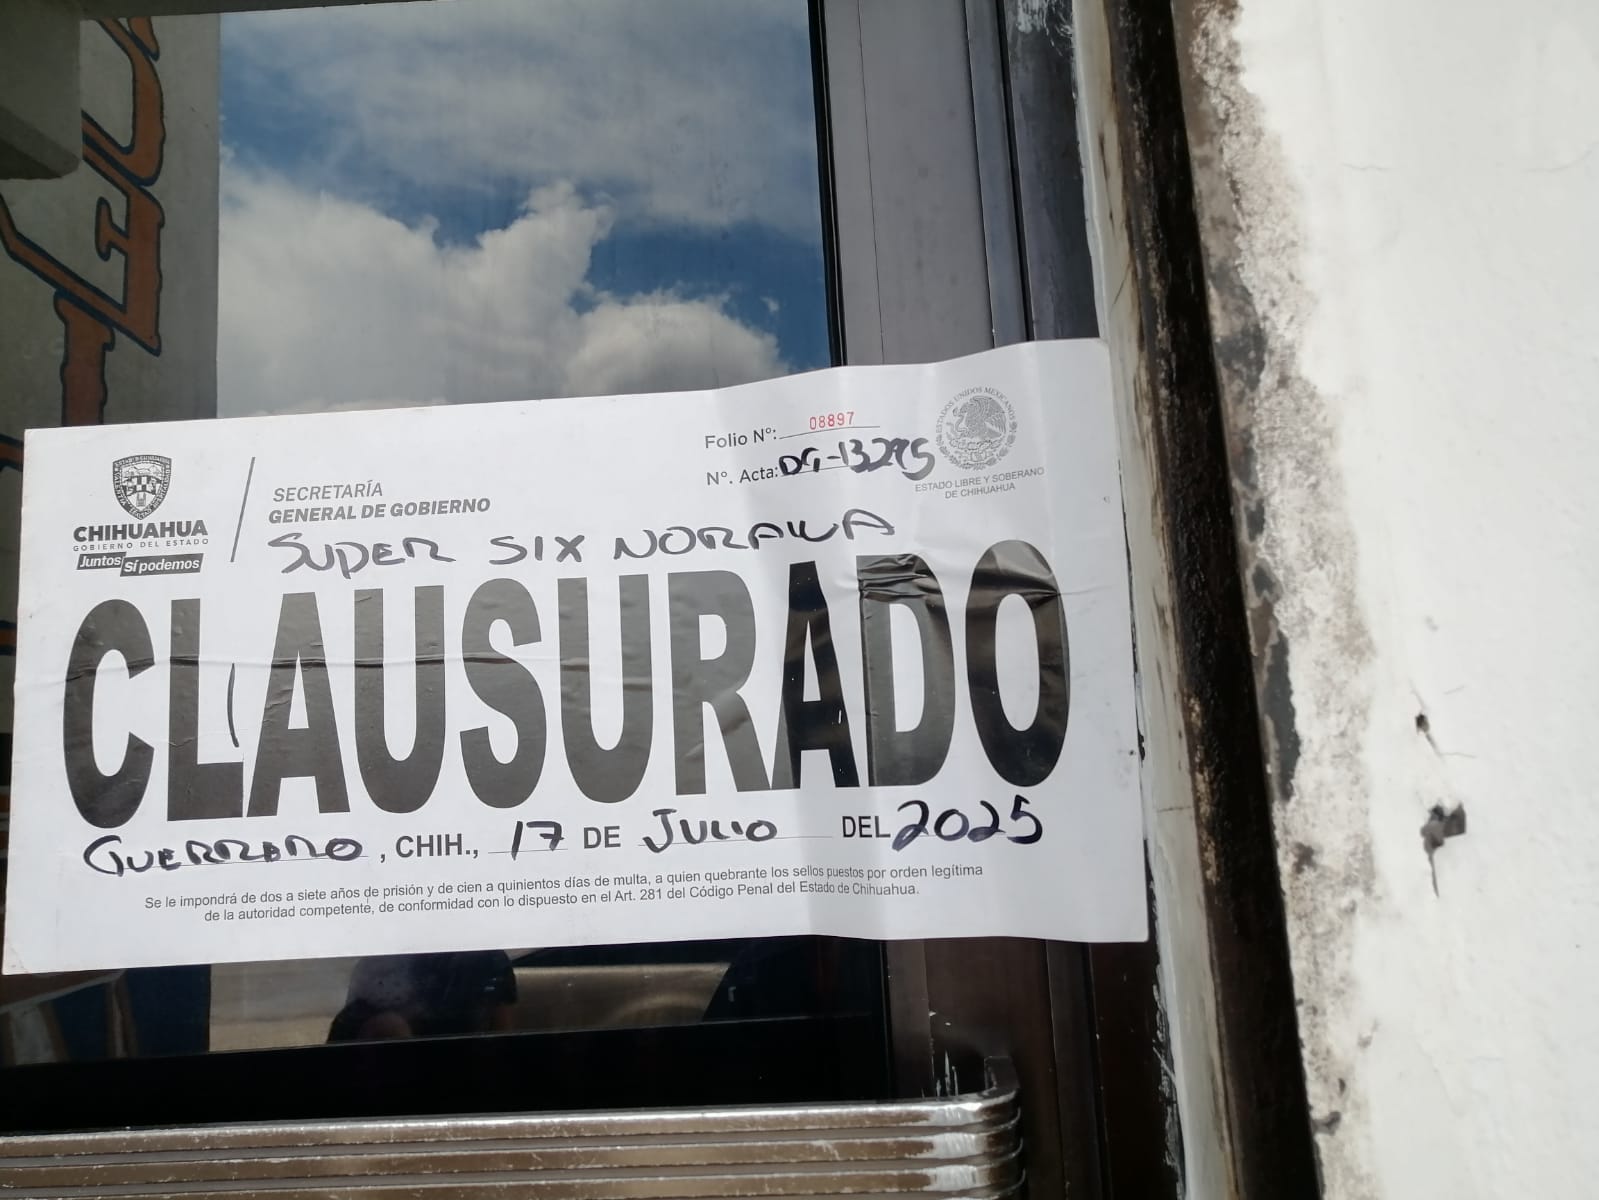 Folio Nº: 08897
Nº. Acta: DG-13295
ESTADOS UNIDOS MEXICANOS
ESTADO LIBRE Y SOBERANO
DE CHIHUAHUA
CHIHUAHUA
GOBIERNO DEL ESTADO
Juntos Sí podemos
SECRETARÍA
GENERAL DE GOBIERNO
SUPER SIX NORAWA
CLAUSURADO
GUERRERO, CHIH., 17 DE JULIO DEL 2025
Se le impondrá de dos a siete años de prisión y de cien a quinientos días de multa, a quien quebrante los sellos puestos por orden legítima
de la autoridad competente, de conformidad con lo dispuesto en el Art. 281 del Código Penal del Estado de Chihuahua.